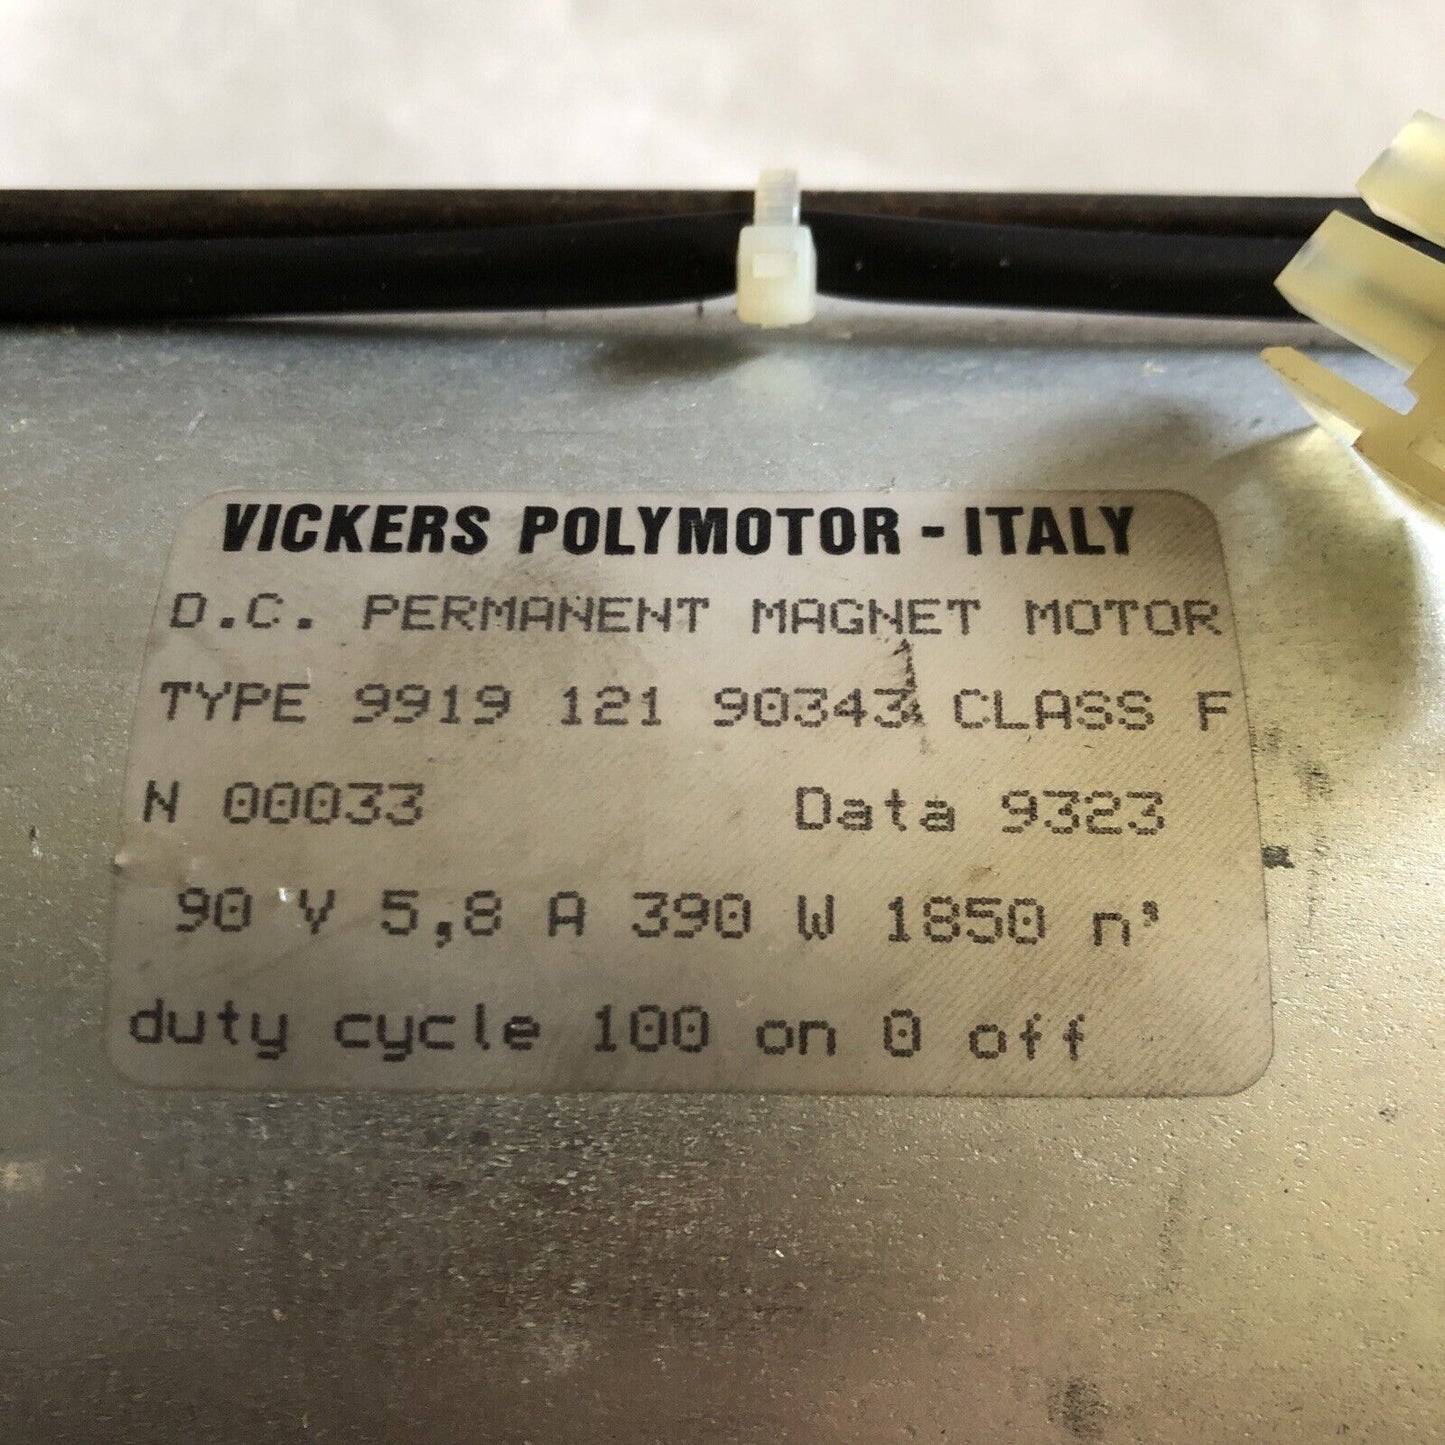 VICKERS POLYMOTOR - ITALY
D.C. PERMANENT MAGNET MOTOR
TYPE 9919 121 90343 CLASS F
N 00033 Data 9323
90 V 5,8 A 390 W 1850 n'
duty cycle 100 on 0 off